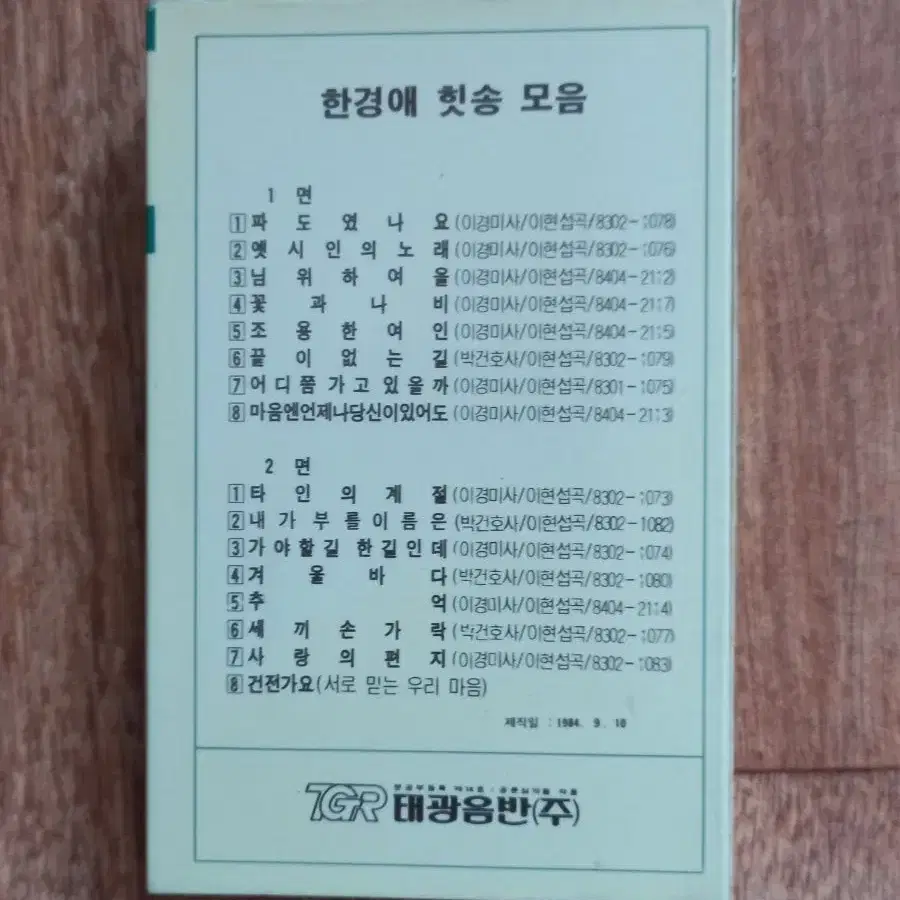 한경애 힛송 모음
1 면
1 파도였나요(이경미사/이현섭곡/8302-1078)
2 옛시인의노래(이경미사/이현섭곡/8302-1076)
3 님위하여올(이경미사/이현섭곡/8404-2112)
4 꽃과나비(이경미사/이현섭곡/8404-2117)
5 조용한여인(이경미사/이현섭곡/8404-2115)
6 끝이없는길(박건호사/이현섭곡/8302-1079)
7 어디쯤가고있을까(이경미사/이현섭곡/8301-1075)
8 마음엔언제나당신이있어도(이경미사/이현섭곡/8404-2113)
2 면
1 타인의계절(이경미사/이현섭곡/8302-1073)
2 내가부를이름은(박건호사/이현섭곡/8302-1082)
3 가야할길 한길인데(이경미사/이현섭곡/8302-1074)
4 겨울바다(박건호사/이현섭곡/8302-1080)
5 추억(이경미사/이현섭곡/8404-2114)
6 세끼손가락(박건호사/이현섭곡/8302-1077)
7 사랑의편지(이경미사/이현섭곡/8302-1083)
8 건전가요(서로 믿는 우리 마음)
제작일 : 1984. 9. 10
TGR 태광음반(주)